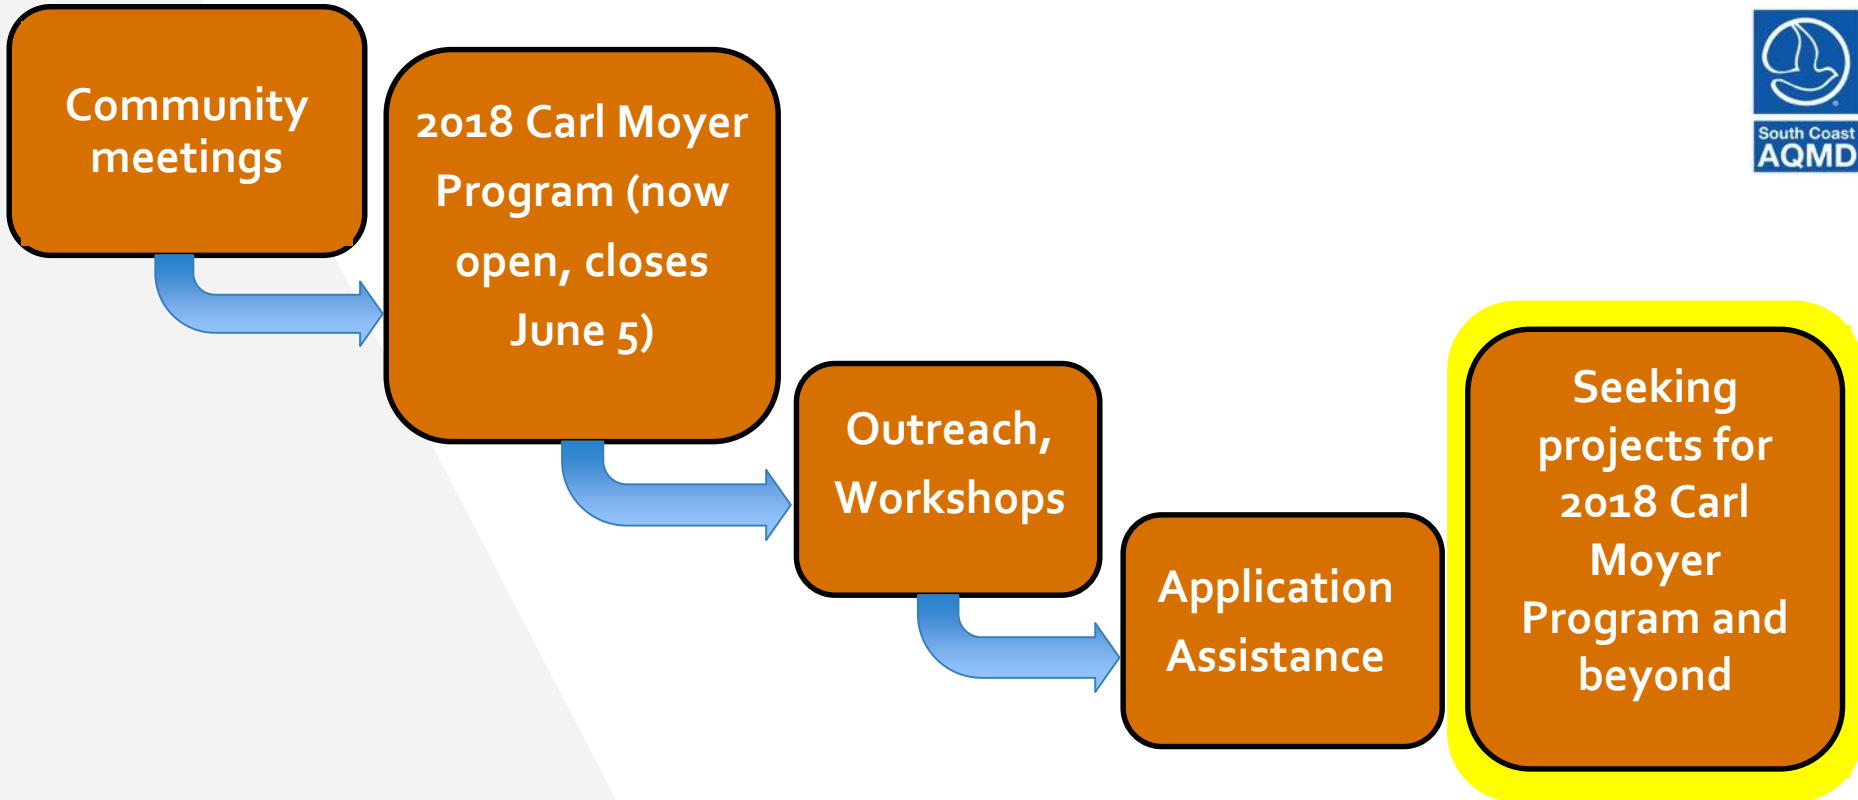 Community
meetings
2018 Carl Moyer
Program (now
open, closes
June 5)
Outreach,
Workshops
Application
Assistance
Seeking
projects for
2018 Carl
Moyer
Program and
beyond
South Coast
AQMD